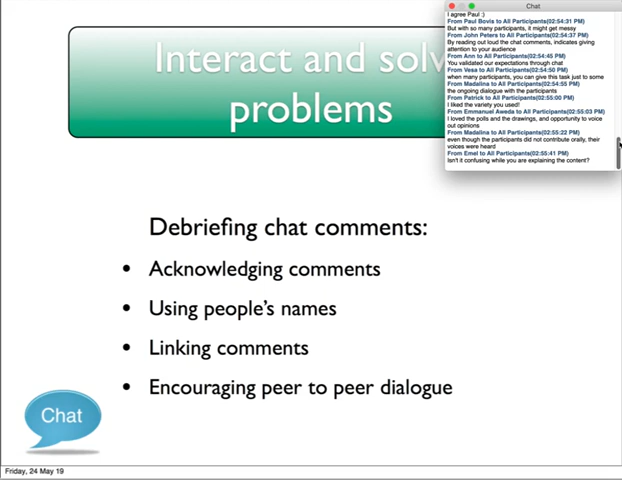 Interact and solv
problems
Chat
I agree Paul :)
From Paul Bovis to All Participants(02:54:31 PM)
But with so many participants, it might get messy
From John Peters to All Participants(02:54:37 PM)
By reading out loud the chat comments, indicates giving
attention to your audience
From Ann to All Participants(02:54:45 PM)
You validated our expectations through chat
From Vesa to All Participants(02:54:50 PM)
when many participants, you can give this task just to some
From Madalina to All Participants(02:54:55 PM)
the ongoing dialogue with the participants
From Patrick to All Participants(02:55:00 PM)
I liked the variety you used!
From Emmanuel Aweda to All Participants(02:55:03 PM)
I loved the polls and the drawings, and opportunity to voice
out opinions
From Madalina to All Participants(02:55:22 PM)
even though the participants did not contribute orally, their
voices were heard
From Emel to All Participants(02:55:41 PM)
Isn't it confusing while you are explaining the content?
Debriefing chat comments:
• Acknowledging comments
• Using people's names
• Linking comments
• Encouraging peer to peer dialogue
Chat
Friday, 24 May 19